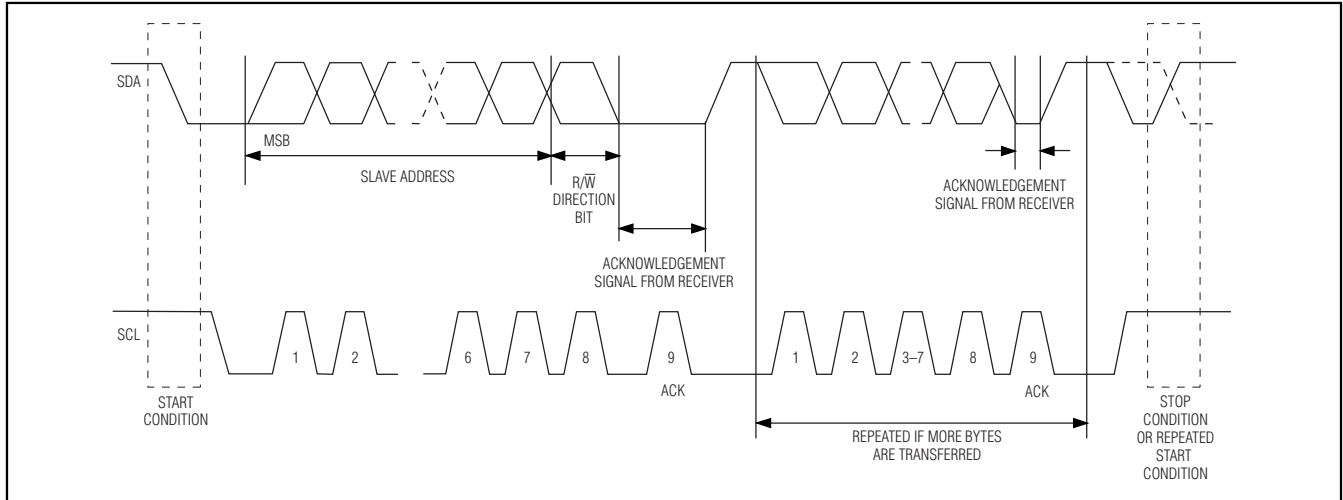 SDA
MSB
SLAVE ADDRESS
R/W̅
DIRECTION
BIT
ACKNOWLEDGEMENT
SIGNAL FROM RECEIVER
ACKNOWLEDGEMENT
SIGNAL FROM RECEIVER
SCL
1 2 6 7 8 9 1 2 3–7 8 9
ACK ACK
START
CONDITION
REPEATED IF MORE BYTES
ARE TRANSFERRED
STOP
CONDITION
OR REPEATED
START
CONDITION